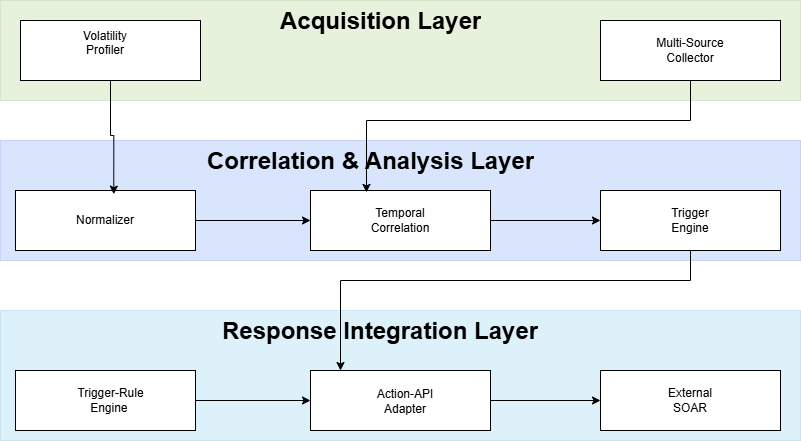 Acquisition Layer
Volatility
Profiler
Multi-Source
Collector
Correlation & Analysis Layer
Normalizer
Temporal
Correlation
Trigger
Engine
Response Integration Layer
Trigger-Rule
Engine
Action-API
Adapter
External
SOAR